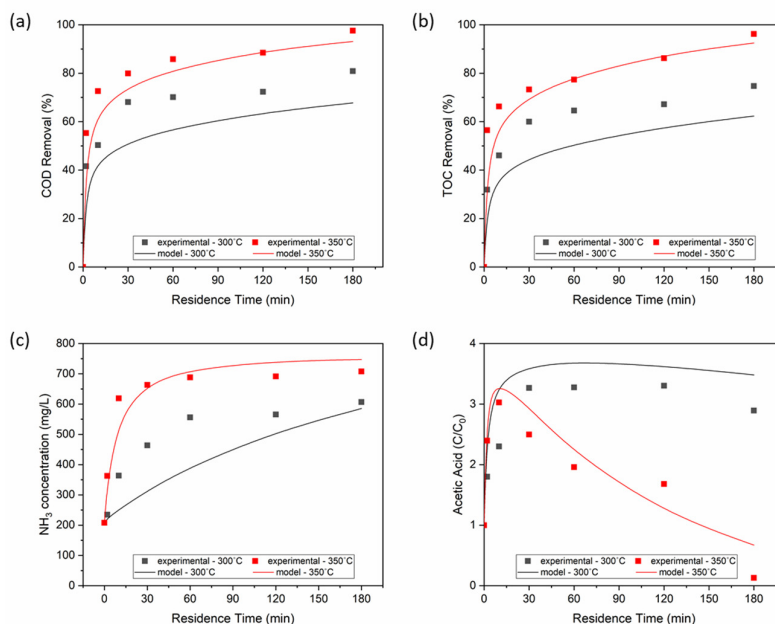 (a)
COD Removal (%)
100
80
60
40
20
0
experimental - 300°C experimental - 350°C
model - 300°C model - 350°C
0 30 60 90 120 150 180
Residence Time (min)
(b)
TOC Removal (%)
100
80
60
40
20
0
experimental - 300°C experimental - 350°C
model - 300°C model - 350°C
0 30 60 90 120 150 180
Residence Time (min)
(c)
NH3 concentration (mg/L)
800
700
600
500
400
300
200
100
0
experimental - 300°C experimental - 350°C
model - 300°C model - 350°C
0 30 60 90 120 150 180
Residence Time (min)
(d)
Acetic Acid (C/C0)
4
3
2
1
0
experimental - 300°C experimental - 350°C
model - 300°C model - 350°C
0 30 60 90 120 150 180
Residence Time (min)